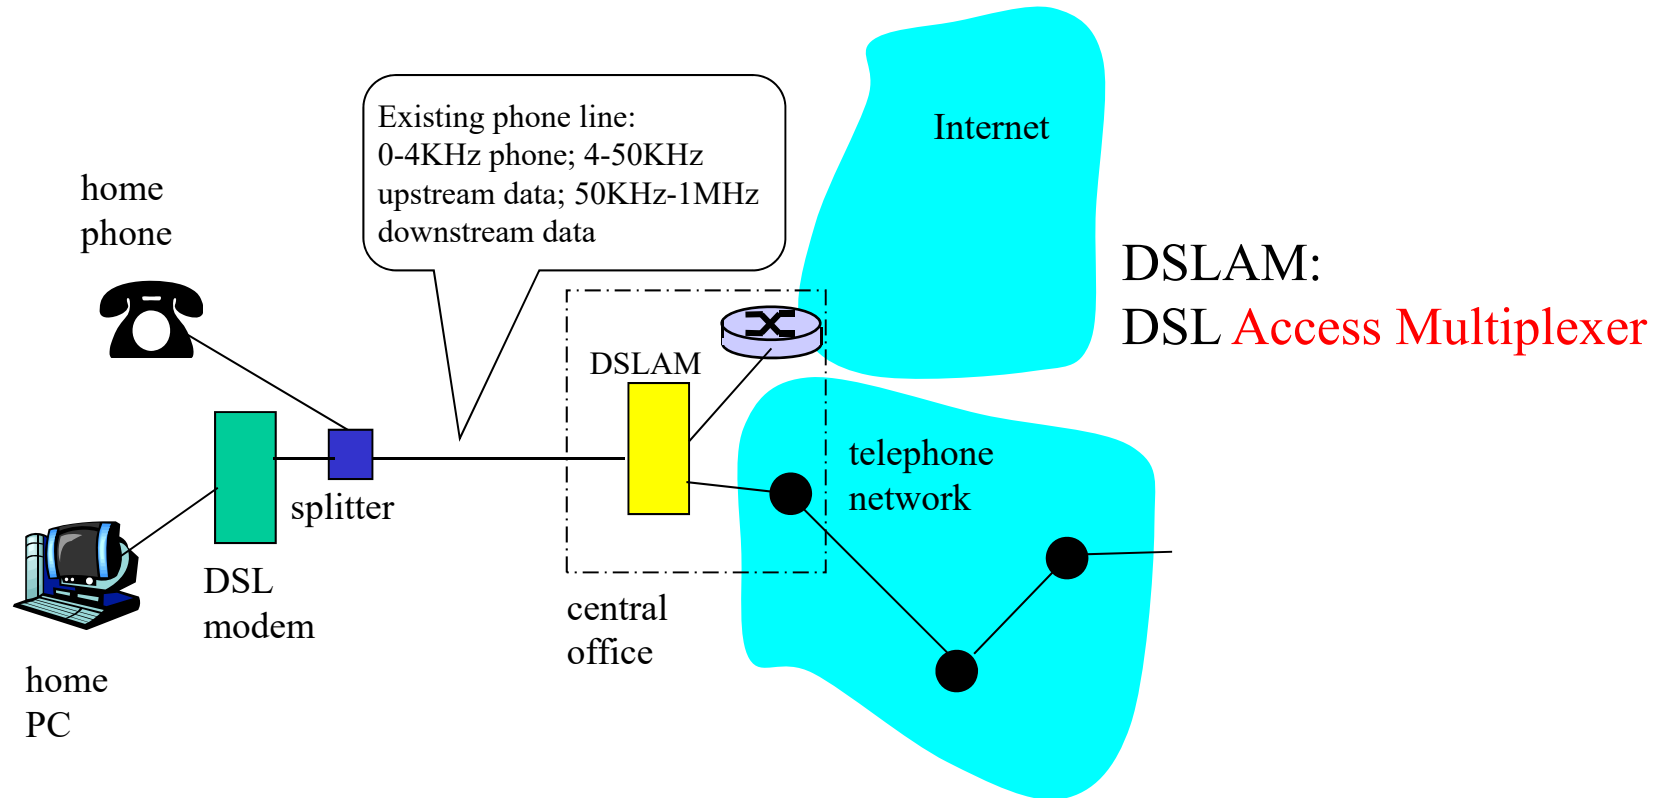 Existing phone line:
0-4KHz phone; 4-50KHz
upstream data; 50KHz-1MHz
downstream data
Internet
home
phone
DSLAM:
DSL Access Multiplexer
DSLAM
telephone
network
splitter
DSL
modem
central
office
home
PC